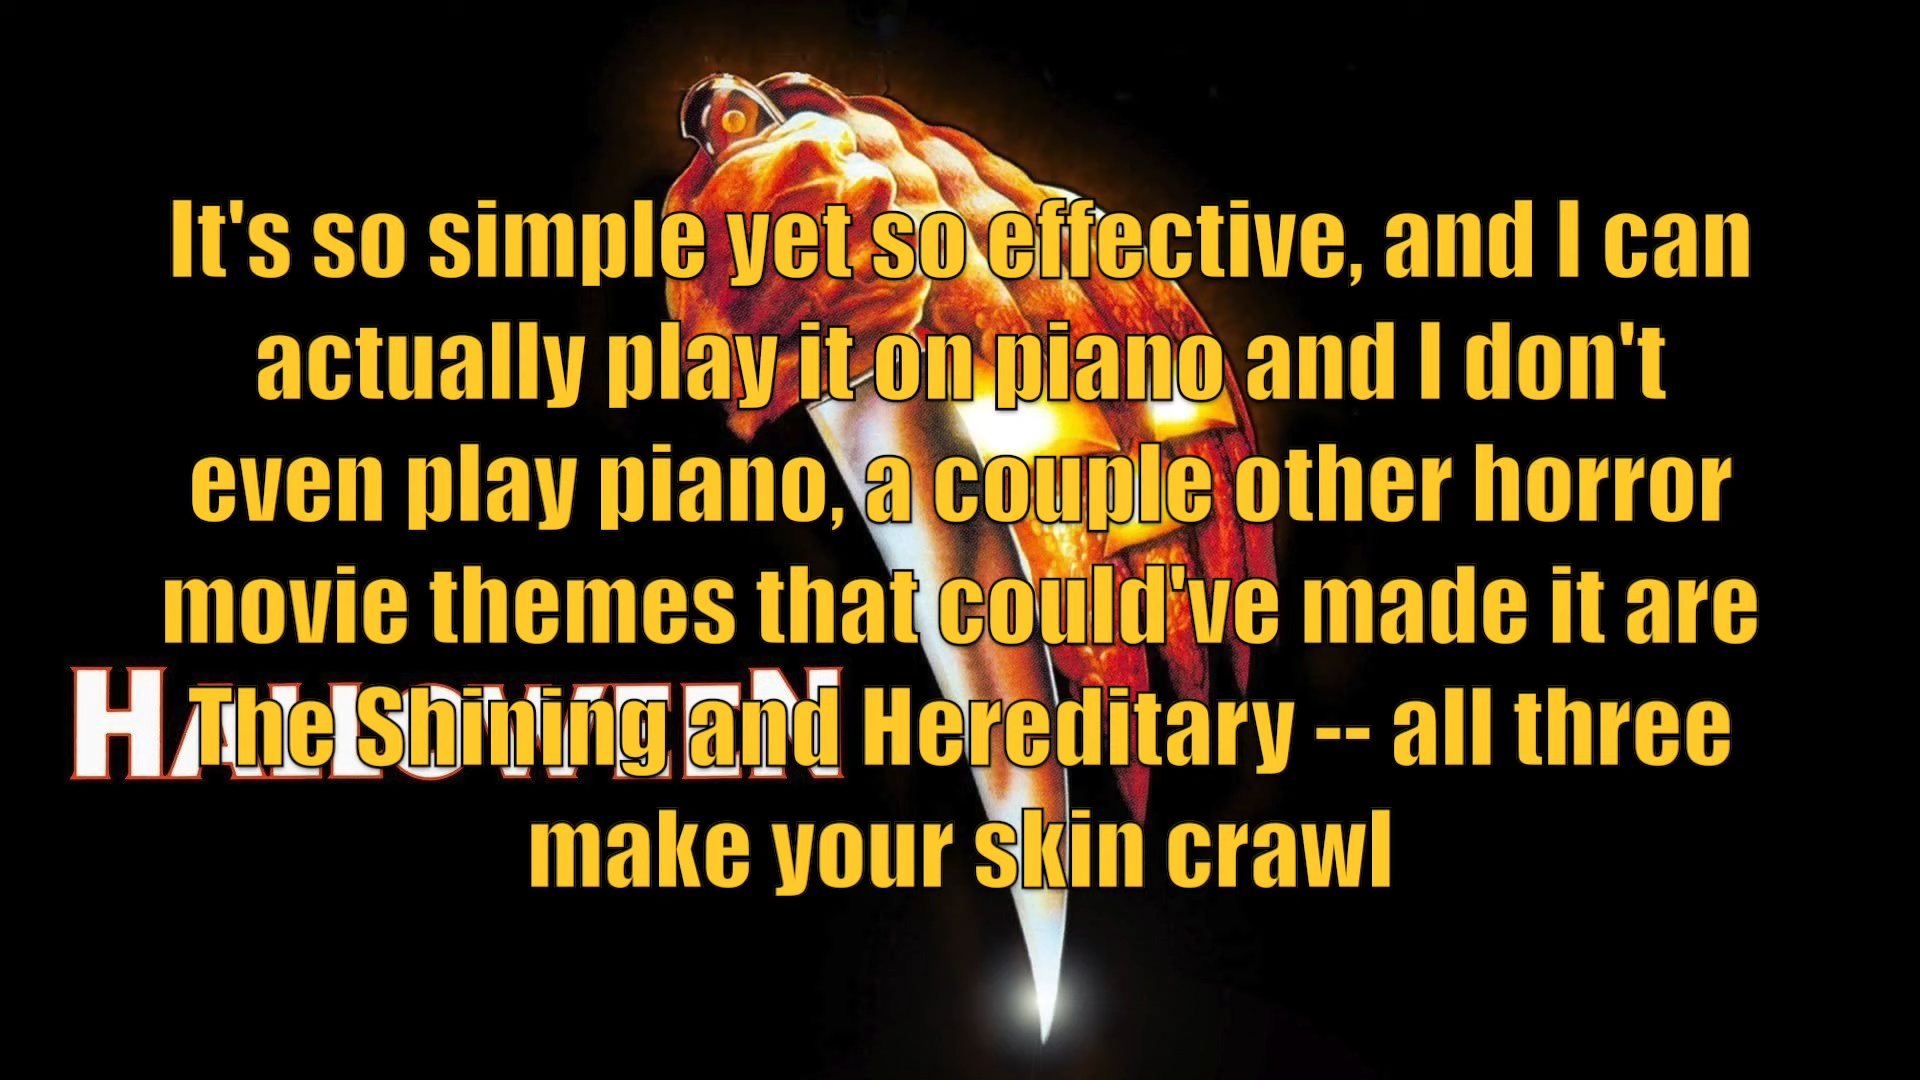 It's so simple yet so effective, and I can
actually play it on piano and I don't
even play piano, a couple other horror
movie themes that could've made it are
HALLOWEEN
The Shining and Hereditary -- all three
make your skin crawl